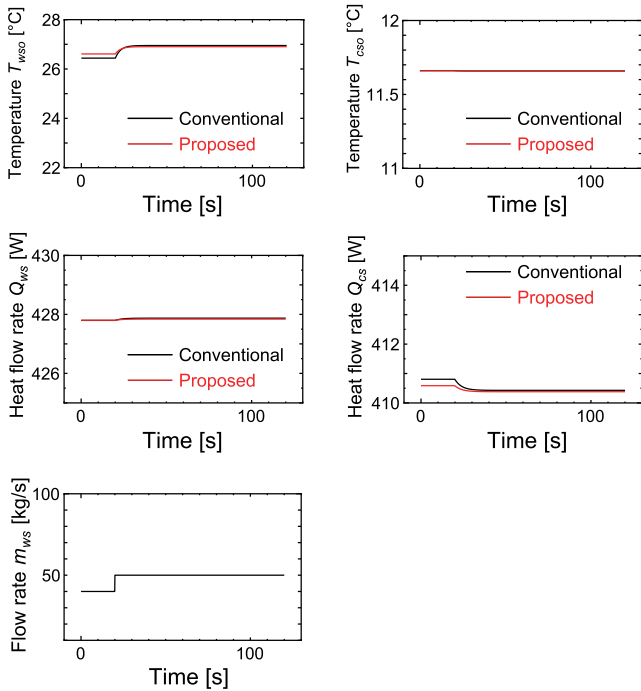 Temperature T_wso [°C]
28
26
24
22
Conventional
Proposed
0
100
Time [s]
Temperature T_cso [°C]
12
11.5
11
Conventional
Proposed
0
100
Time [s]
Heat flow rate Q_ws [W]
430
428
426
Conventional
Proposed
0
100
Time [s]
Heat flow rate Q_cs [W]
414
412
410
Conventional
Proposed
0
100
Time [s]
Flow rate m_ws [kg/s]
100
50
0
100
Time [s]